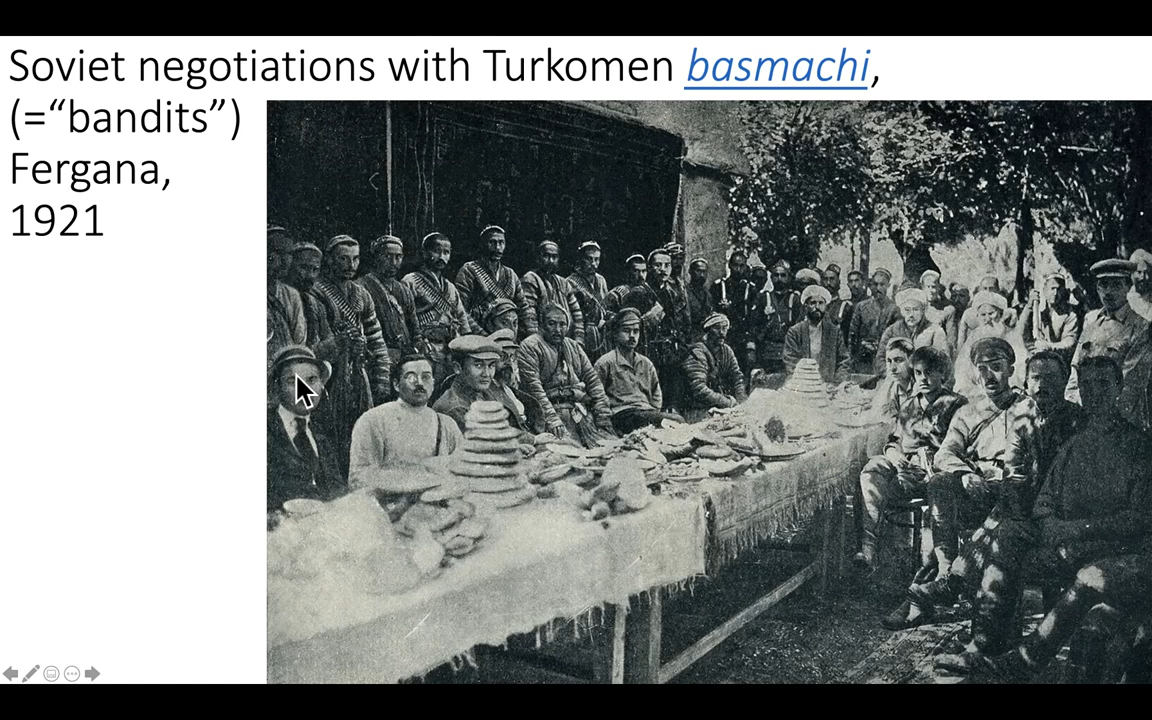 Soviet negotiations with Turkomen basmachi,
(=“bandits”)
Fergana,
1921